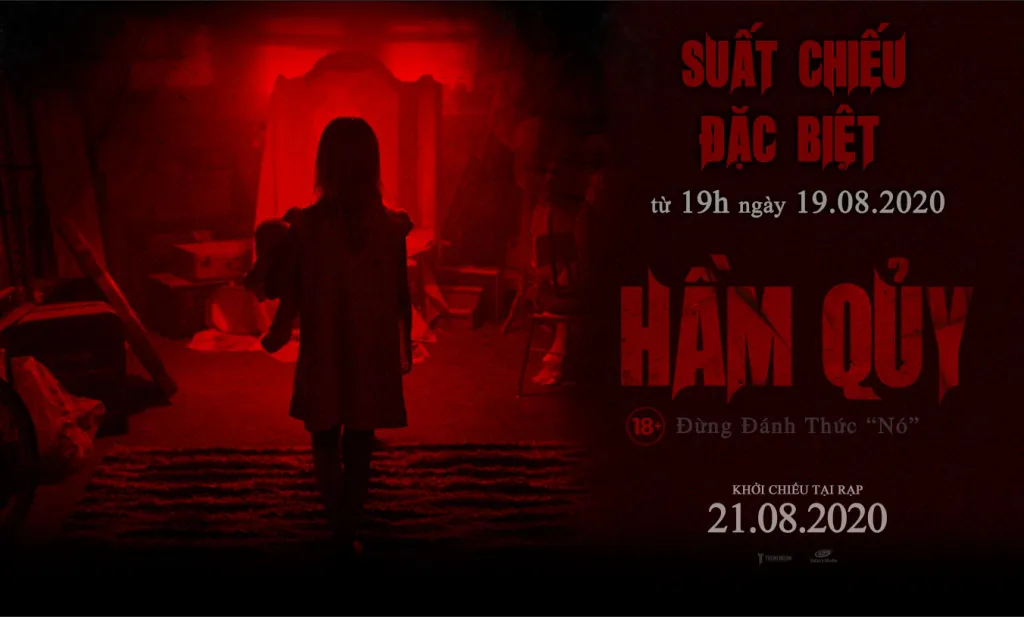 SUẤT CHIẾU
ĐẶC BIỆT
từ 19h ngày 19.08.2020
HẦM QỦY
18+ Đừng Đánh Thức “Nó”
KHỞI CHIẾU TẠI RẠP
21.08.2020